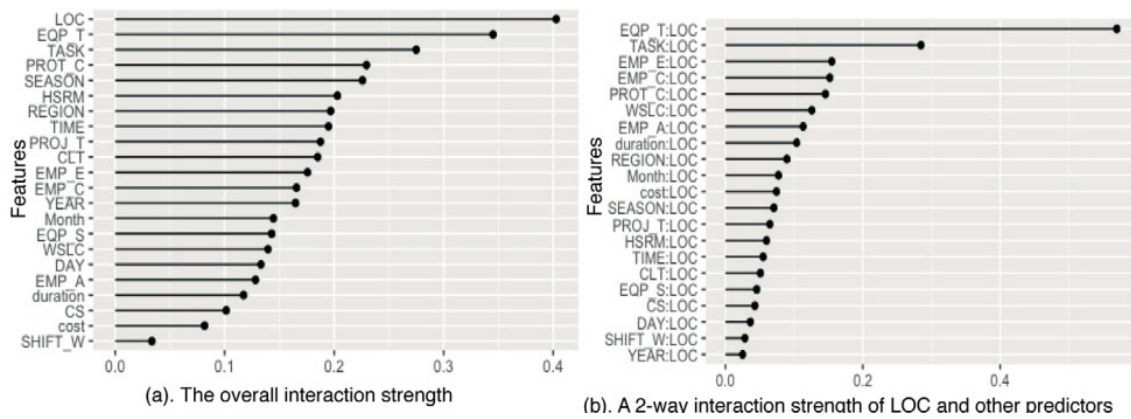 LOC
EQP_T
TASK
PROT_C
SEASON
HSRM
REGION
TIME
PROJ_T
CLT
EMP_E
EMP_C
YEAR
Month
EQP_S
WSLC
DAY
EMP_A
duration
CS
cost
SHIFT_W
Features
0.0 0.1 0.2 0.3 0.4
(a). The overall interaction strength
EQP_T:LOC
TASK:LOC
EMP_E:LOC
EMP_C:LOC
PROT_C:LOC
WSLC:LOC
EMP_A:LOC
duration:LOC
REGION:LOC
Month:LOC
cost:LOC
SEASON:LOC
PROJ_T:LOC
HSRM:LOC
TIME:LOC
CLT:LOC
EQP_S:LOC
CS:LOC
DAY:LOC
SHIFT_W:LOC
YEAR:LOC
Features
0.0 0.2 0.4
(b). A 2-way interaction strength of LOC and other predictors